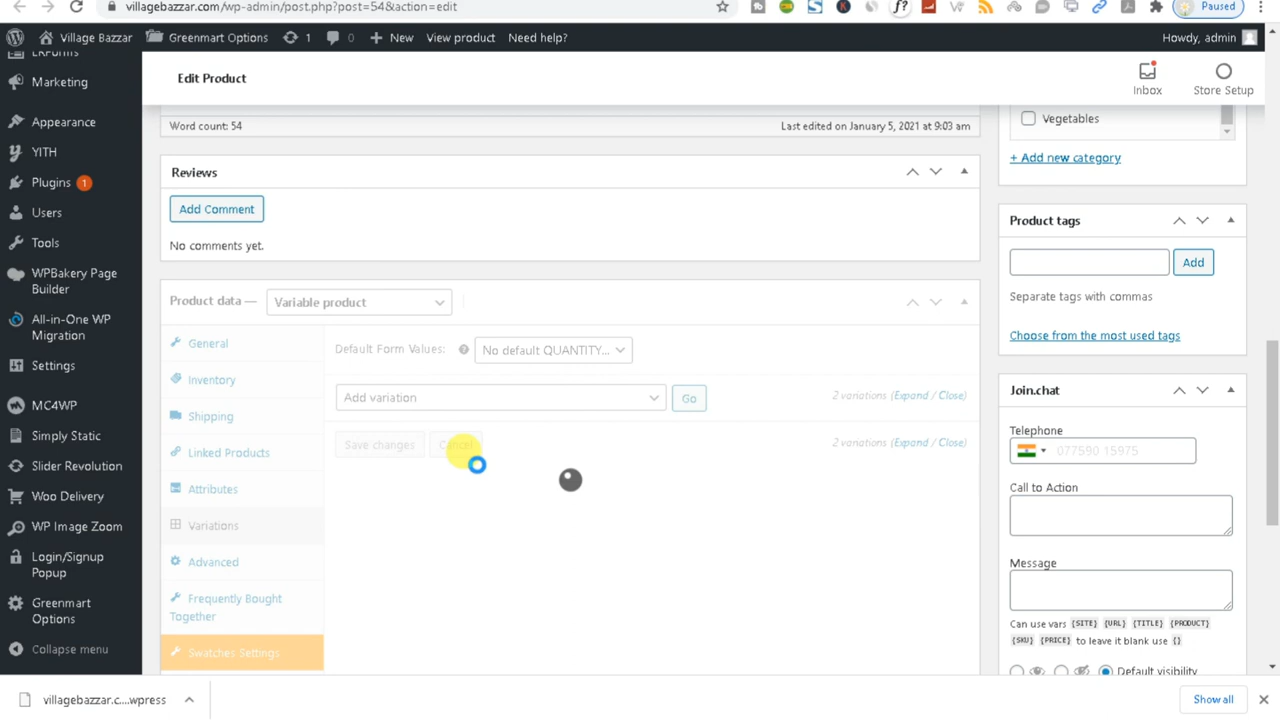 villagebazzar.com/wp-admin/post.php?post=54&action=edit
Paused
Village Bazzar
Greenmart Options
1
0
New
View product
Need help?
Howdy, admin
Marketing
Appearance
YITH
Plugins 1
Users
Tools
WPBakery Page
Builder
All-in-One WP
Migration
Settings
MC4WP
Simply Static
Slider Revolution
Woo Delivery
WP Image Zoom
Login/Signup
Popup
Greenmart
Options
Collapse menu
Edit Product
Inbox
Store Setup
Word count: 54
Last edited on January 5, 2021 at 9:03 am
Reviews
Add Comment
No comments yet.
Product data —
Variable product
General
Inventory
Shipping
Linked Products
Attributes
Variations
Advanced
Frequently Bought
Together
Swatches Settings
Default Form Values:
No default QUANTITY...
Add variation
Go
2 variations (Expand / Close)
Save changes
Cancel
2 variations (Expand / Close)
Vegetables
+ Add new category
Product tags
Add
Separate tags with commas
Choose from the most used tags
Join.chat
Telephone
077590 15975
Call to Action
Message
Can use vars {SITE} {URL} {TITLE} {PRODUCT}
{SKU} {PRICE} to leave it blank use {}
Default visibility
villagebazzar.c....wpress
Show all